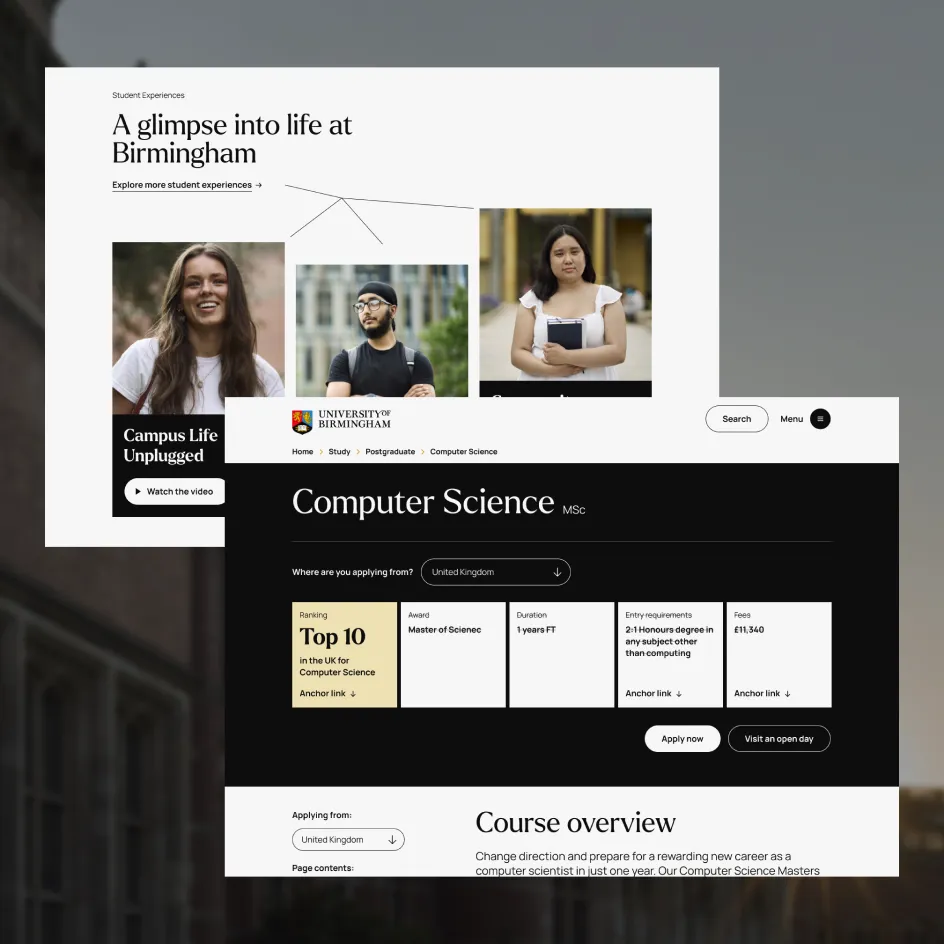 Student Experiences
A glimpse into life at
Birmingham
Explore more student experiences →
Campus Life
Unplugged
Watch the video
UNIVERSITY OF
BIRMINGHAM
Search
Menu
Home > Study > Postgraduate > Computer Science
Computer Science MSc
Where are you applying from?
United Kingdom ↓
Ranking
Top 10
in the UK for
Computer Science
Anchor link ↓
Award
Master of Scienec
Duration
1 years FT
Entry requirements
2:1 Honours degree in
any subject other
than computing
Anchor link ↓
Fees
£11,340
Anchor link ↓
Apply now
Visit an open day
Applying from:
United Kingdom ↓
Page contents:
Course overview
Change direction and prepare for a rewarding new career as a
computer scientist in just one year. Our Computer Science Masters